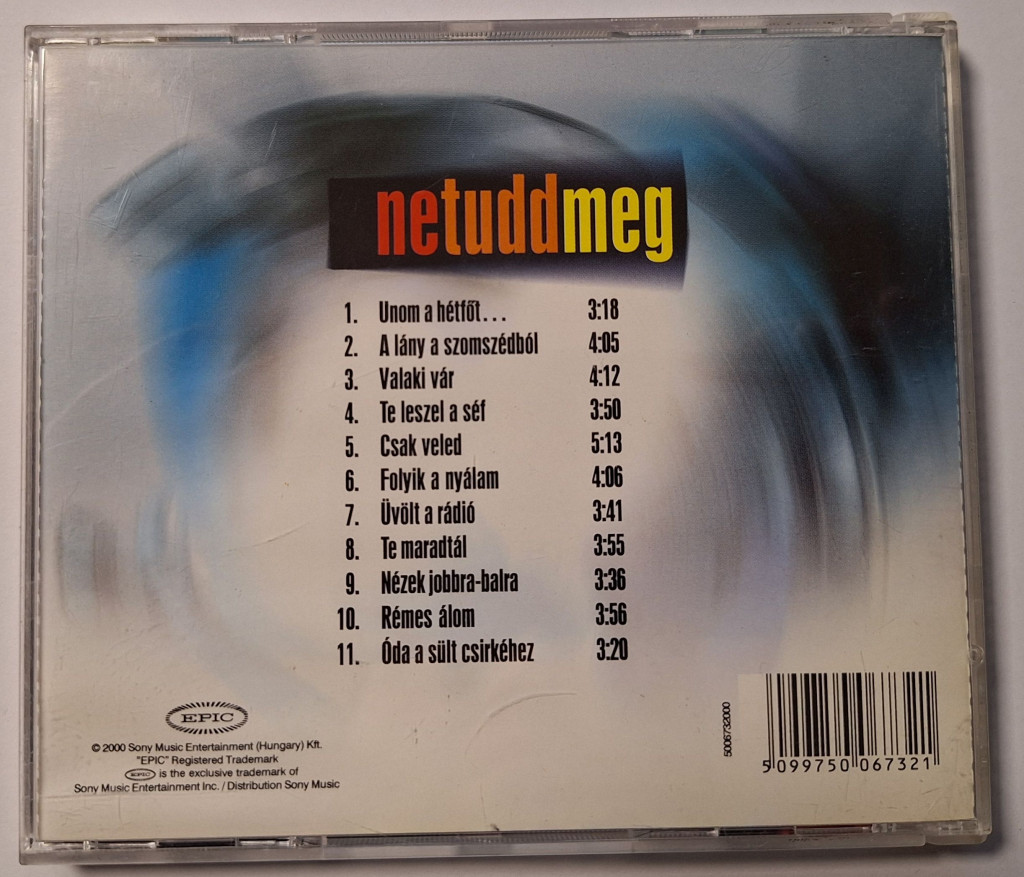 netuddmeg
1. Unom a hétfőt... 3:18
2. A lány a szomszédból 4:05
3. Valaki vár 4:12
4. Te leszel a séf 3:50
5. Csak veled 5:13
6. Folyik a nyálam 4:06
7. Üvölt a rádió 3:41
8. Te maradtál 3:55
9. Nézek jobbra-balra 3:36
10. Rémes álom 3:56
11. Óda a sült csirkéhez 3:20
EPIC
© 2000 Sony Music Entertainment (Hungary) Kft.
"EPIC" Registered Trademark
EPIC is the exclusive trademark of
Sony Music Entertainment Inc. / Distribution Sony Music
5006732000
5 099750 067321